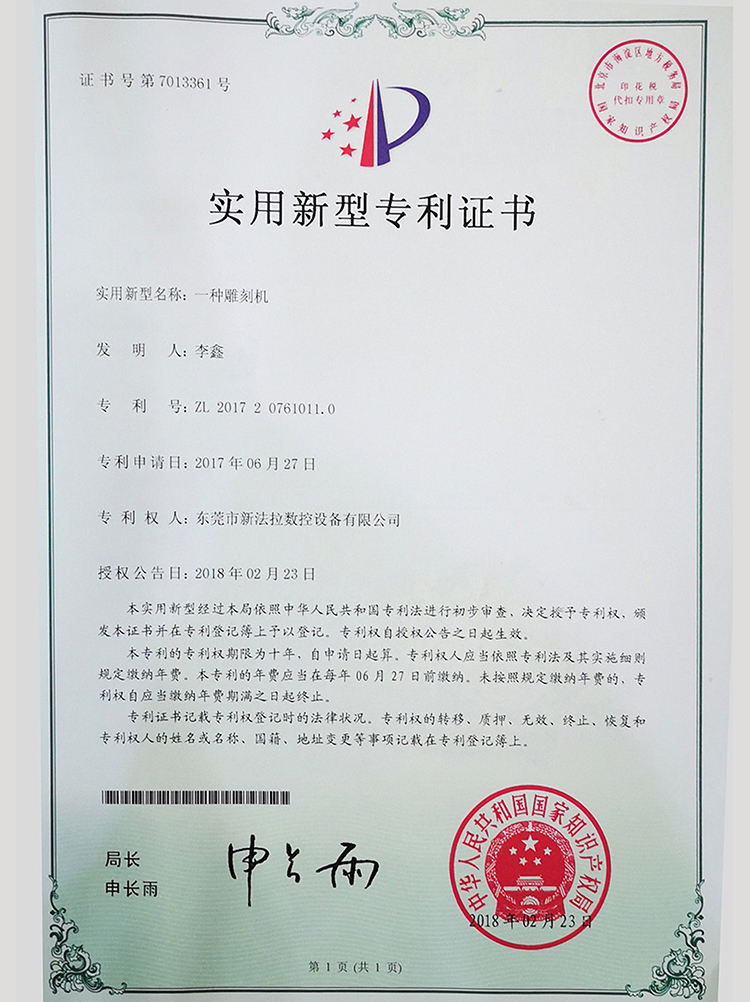 证书号第7013361号
北京市海淀区地方税务局
印花税
代扣专用章
国家知识产权局
实用新型专利证书
实用新型名称：一种雕刻机
发明人：李鑫
专利号：ZL 2017 2 0761011.0
专利申请日：2017年06月27日
专利权人：东莞市新法拉数控设备有限公司
授权公告日：2018年02月23日
本实用新型经过本局依照中华人民共和国专利法进行初步审查、决定授予专利权，颁
发本证书并在专利登记簿上予以登记。专利权自授权公告之日起生效。
本专利的专利权期限为十年，自申请日起算。专利权人应当依照专利法及其实施细则
规定缴纳年费。本专利的年费应当在每年06月27日前缴纳。未按照规定缴纳年费的、专
利权自应当缴纳年费期满之日起终止。
专利证书记载专利权登记时的法律状况。专利权的转移、质押、无效、终止、恢复和
专利权人的姓名或名称、国籍、地址变更等事项记载在专利登记簿上。
局长
申长雨
申长雨
中华人民共和国国家知识产权局
2018年02月23日
第1页(共1页)